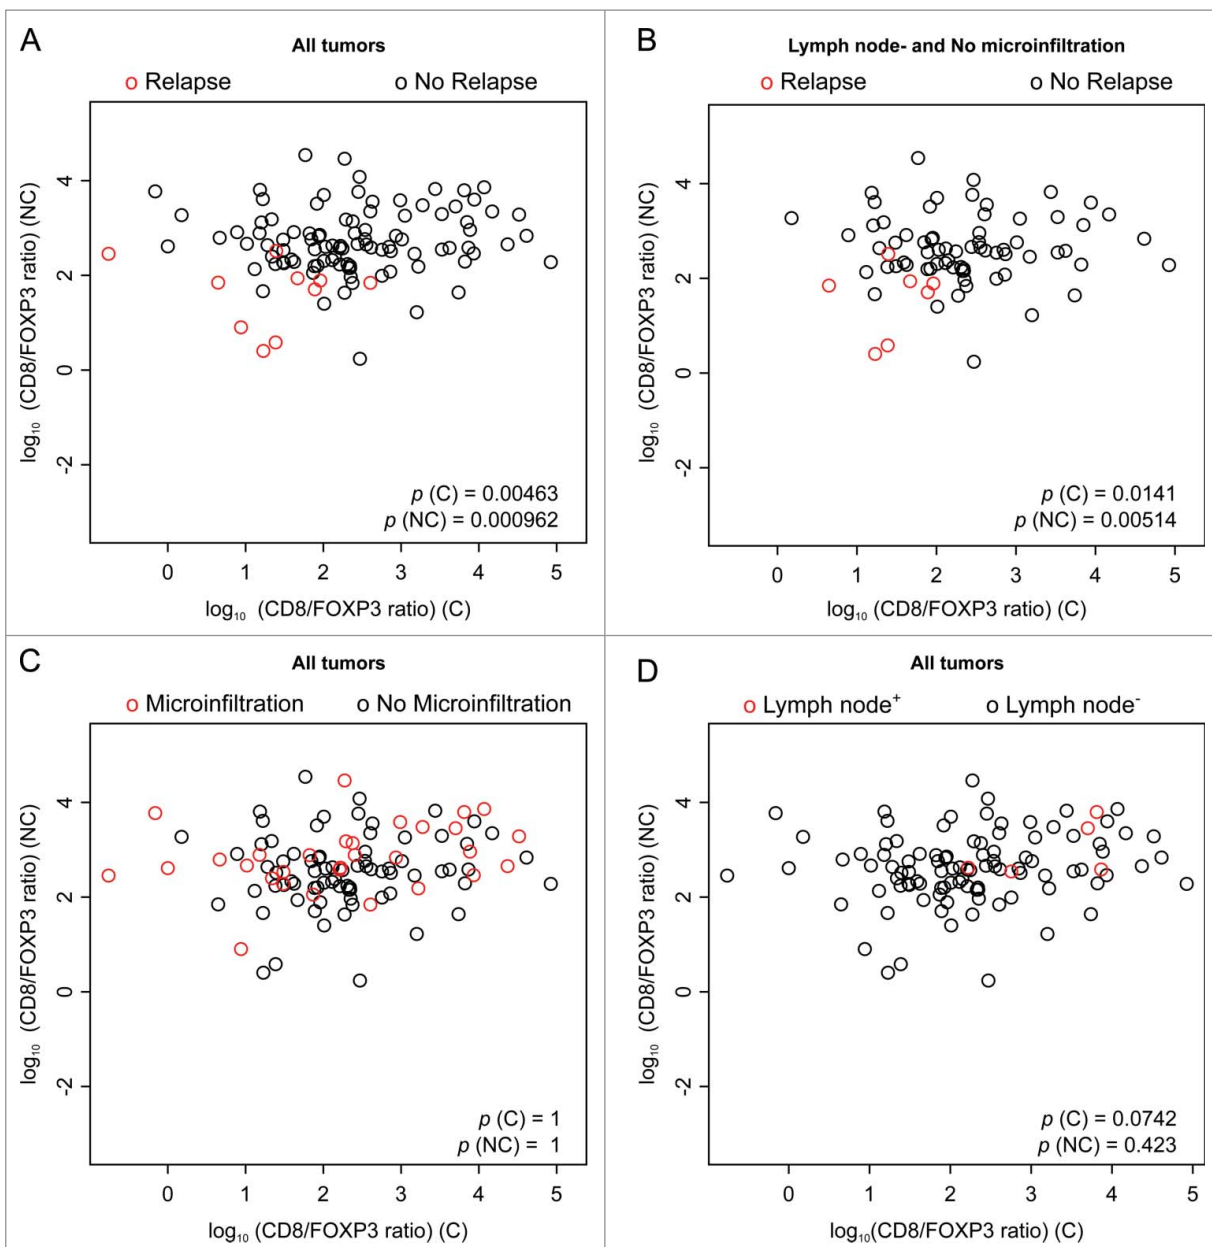 A
All tumors
o Relapse
o No Relapse
log₁₀ (CD8/FOXP3 ratio) (NC)
4
2
0
-2
p (C) = 0.00463
p (NC) = 0.000962
0 1 2 3 4 5
log₁₀ (CD8/FOXP3 ratio) (C)
B
Lymph node- and No microinfiltration
o Relapse
o No Relapse
log₁₀ (CD8/FOXP3 ratio) (NC)
4
2
0
-2
p (C) = 0.0141
p (NC) = 0.00514
0 1 2 3 4 5
log₁₀ (CD8/FOXP3 ratio) (C)
C
All tumors
o Microinfiltration
o No Microinfiltration
log₁₀ (CD8/FOXP3 ratio) (NC)
4
2
0
-2
p (C) = 1
p (NC) = 1
0 1 2 3 4 5
log₁₀ (CD8/FOXP3 ratio) (C)
D
All tumors
o Lymph node⁺
o Lymph node⁻
log₁₀ (CD8/FOXP3 ratio) (NC)
4
2
0
-2
p (C) = 0.0742
p (NC) = 0.423
0 1 2 3 4 5
log₁₀(CD8/FOXP3 ratio) (C)